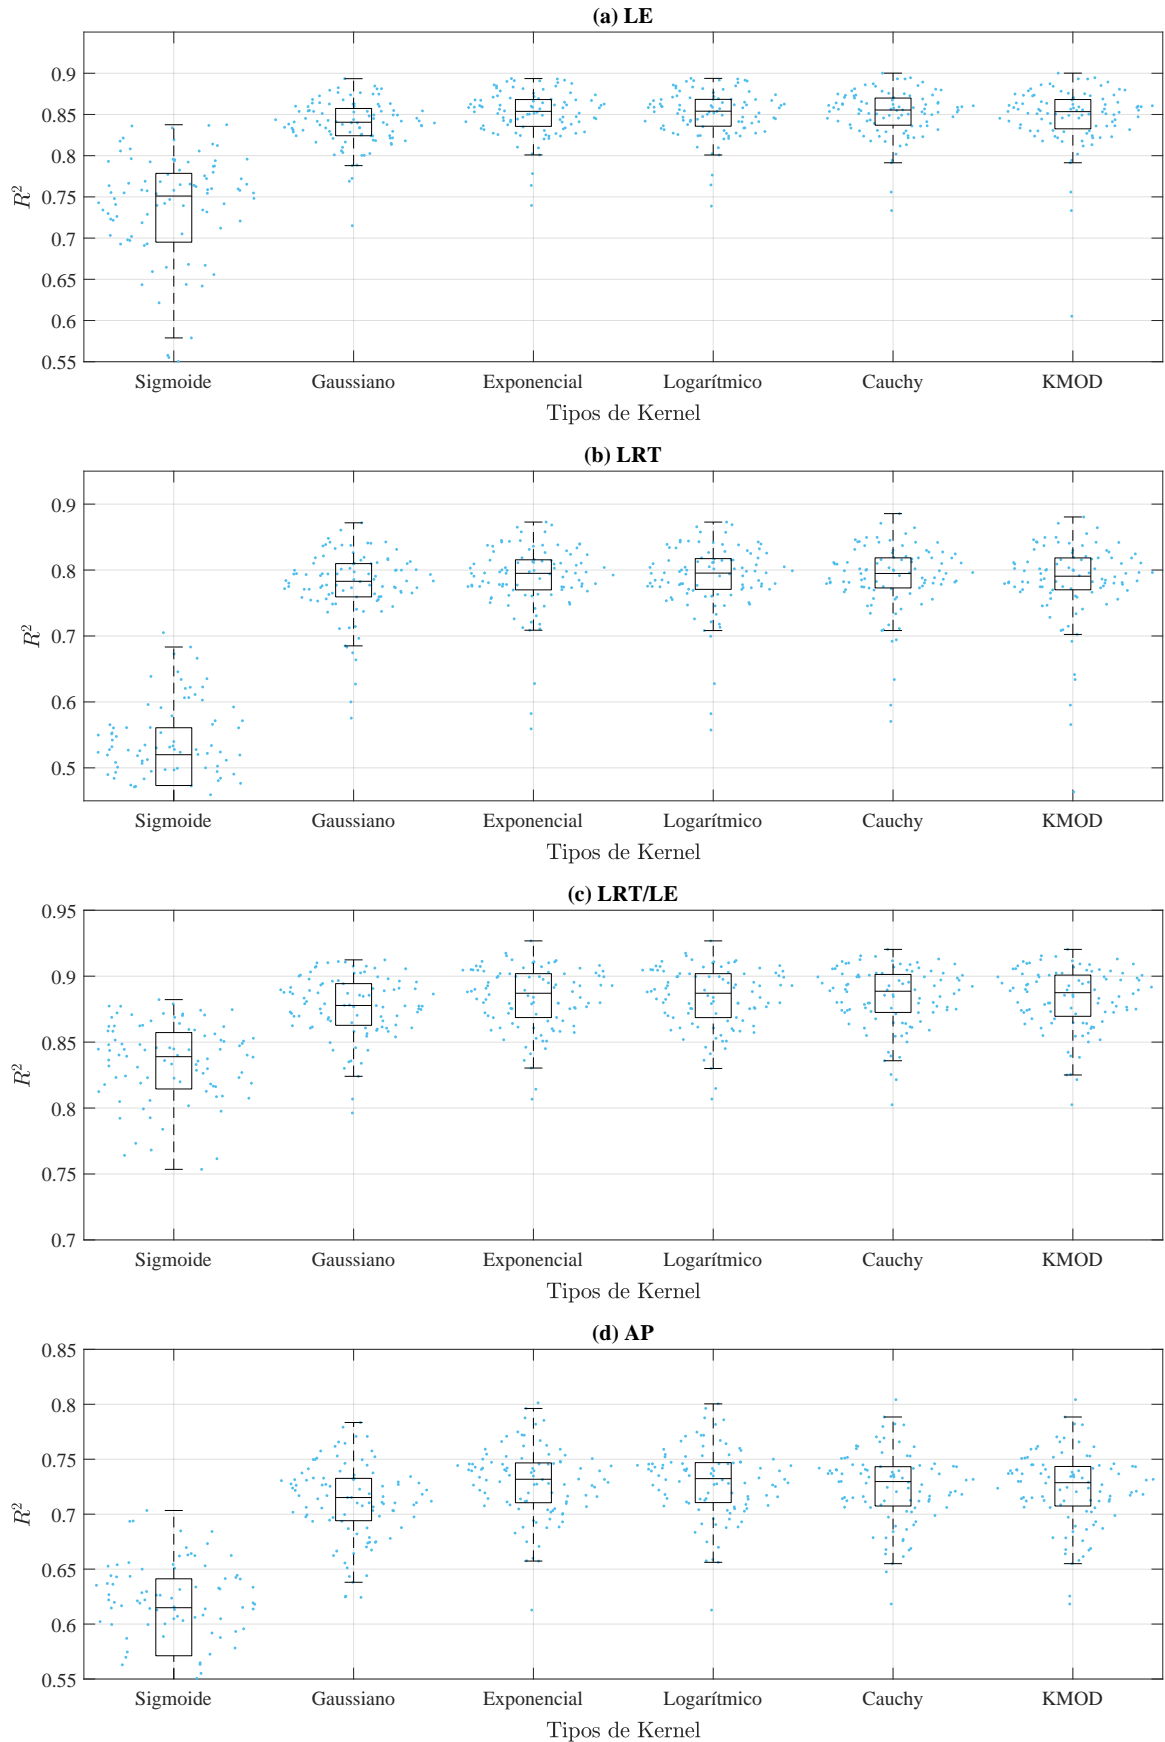 (a) LE
0.9
0.85
0.8
0.75
0.7
0.65
0.6
0.55
R²
Sigmoide Gaussiano Exponencial Logarítmico Cauchy KMOD
Tipos de Kernel
(b) LRT
0.9
0.8
0.7
0.6
0.5
R²
Sigmoide Gaussiano Exponencial Logarítmico Cauchy KMOD
Tipos de Kernel
(c) LRT/LE
0.95
0.9
0.85
0.8
0.75
0.7
R²
Sigmoide Gaussiano Exponencial Logarítmico Cauchy KMOD
Tipos de Kernel
(d) AP
0.85
0.8
0.75
0.7
0.65
0.6
0.55
R²
Sigmoide Gaussiano Exponencial Logarítmico Cauchy KMOD
Tipos de Kernel